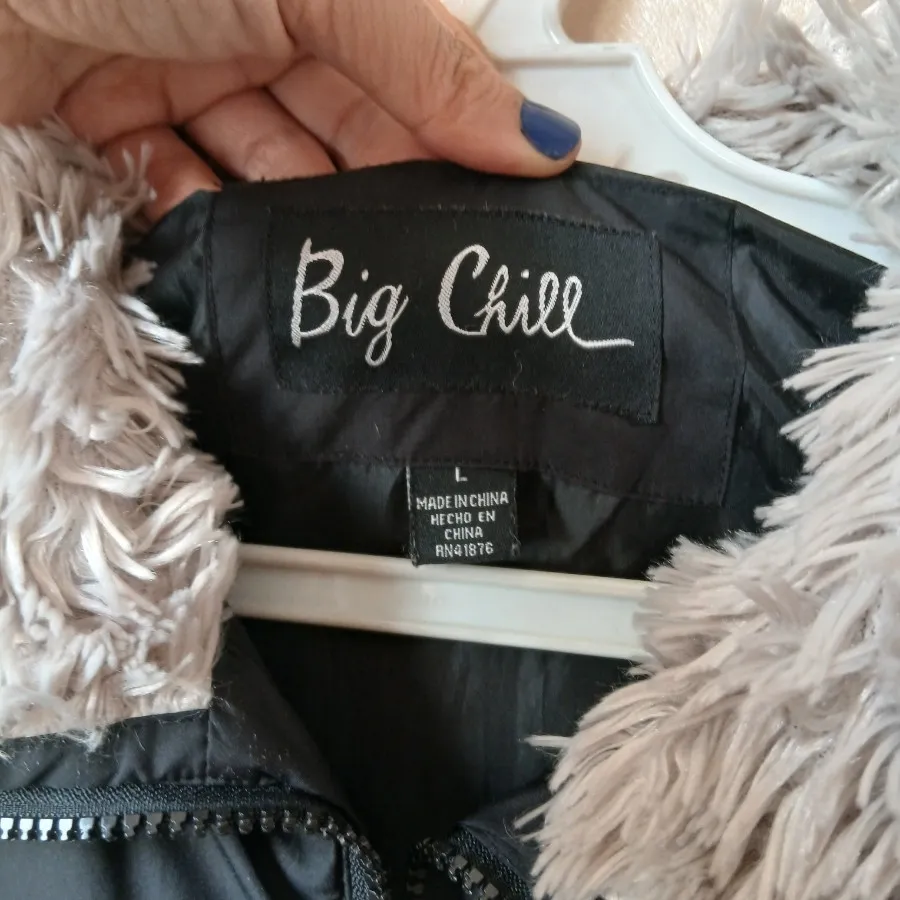 Big Chill
L
MADE IN CHINA
HECHO EN
CHINA
RN41876